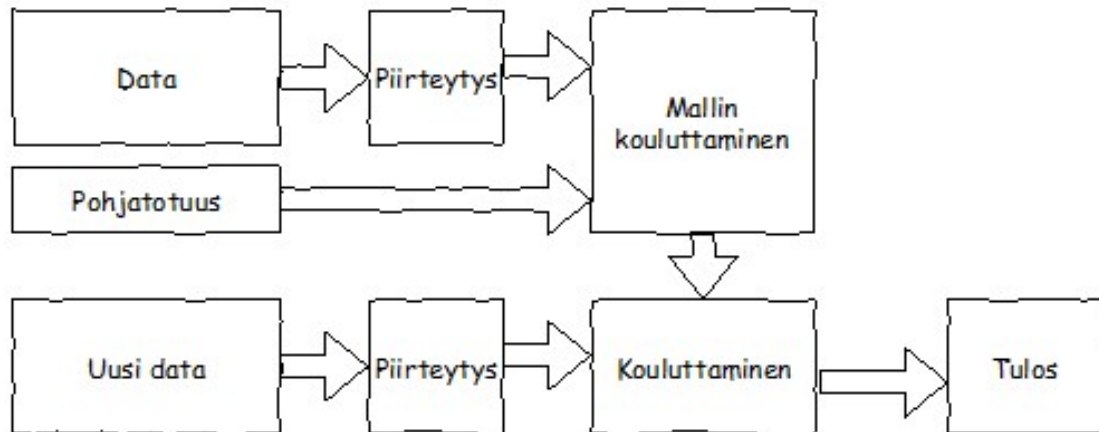 Data
Piirteytys
Mallin
kouluttaminen
Pohjatotuus
Uusi data
Piirteytys
Kouluttaminen
Tulos